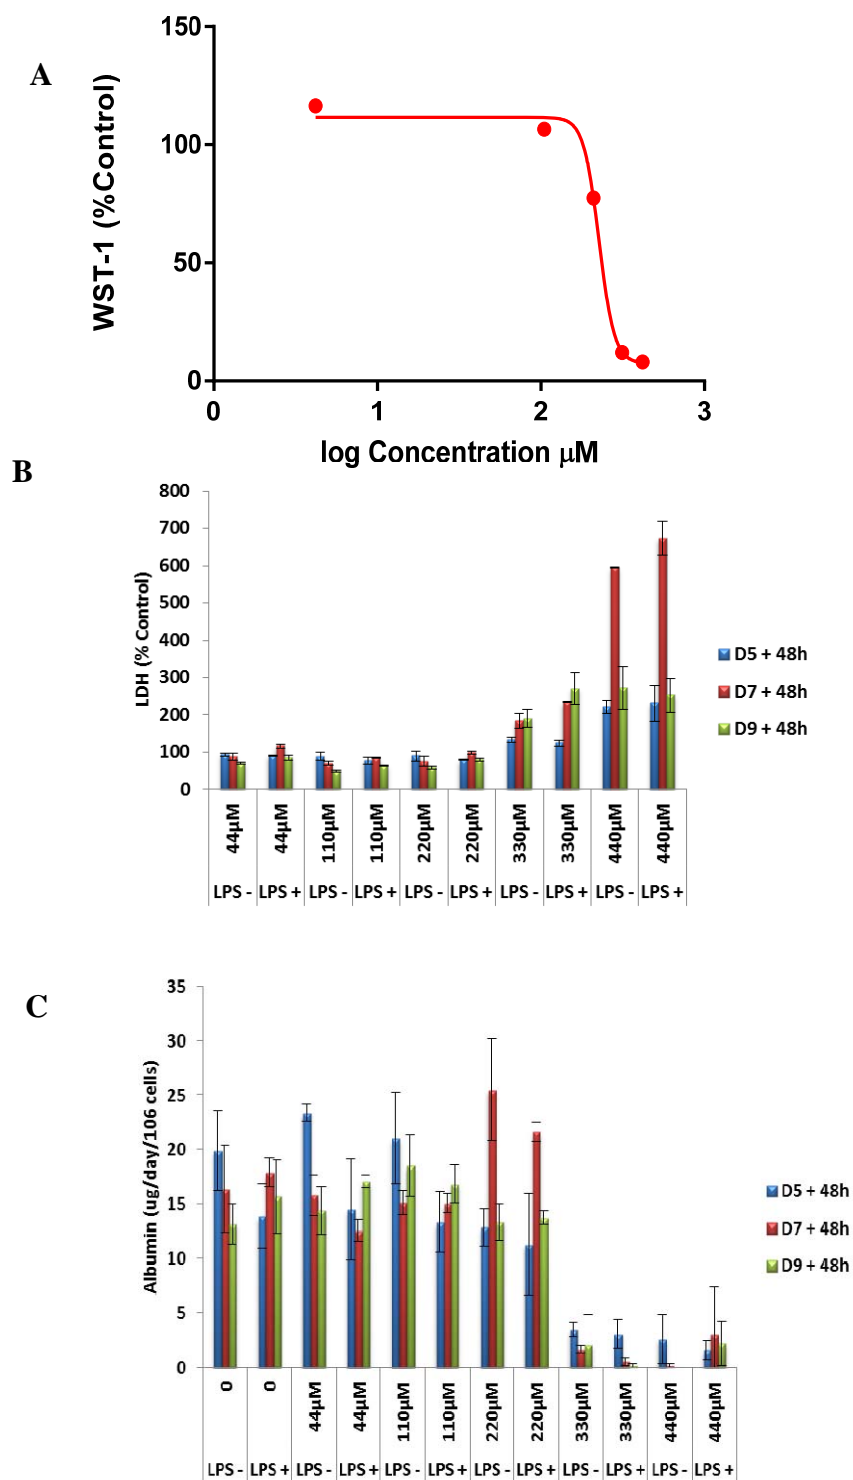 A
WST-1 (%Control)
150
100
50
0
0 1 2 3
log Concentration μM
B
LDH (% Control)
800
700
600
500
400
300
200
100
0
44μM 44μM 110μM 110μM 220μM 220μM 330μM 330μM 440μM 440μM
LPS - LPS + LPS - LPS + LPS - LPS + LPS - LPS + LPS - LPS +
D5 + 48h
D7 + 48h
D9 + 48h
C
Albumin (ug/day/106 cells)
35
30
25
20
15
10
5
0
0 0 44μM 44μM 110μM 110μM 220μM 220μM 330μM 330μM 440μM 440μM
LPS - LPS + LPS - LPS + LPS - LPS + LPS - LPS + LPS - LPS + LPS - LPS +
D5 + 48h
D7 + 48h
D9 + 48h